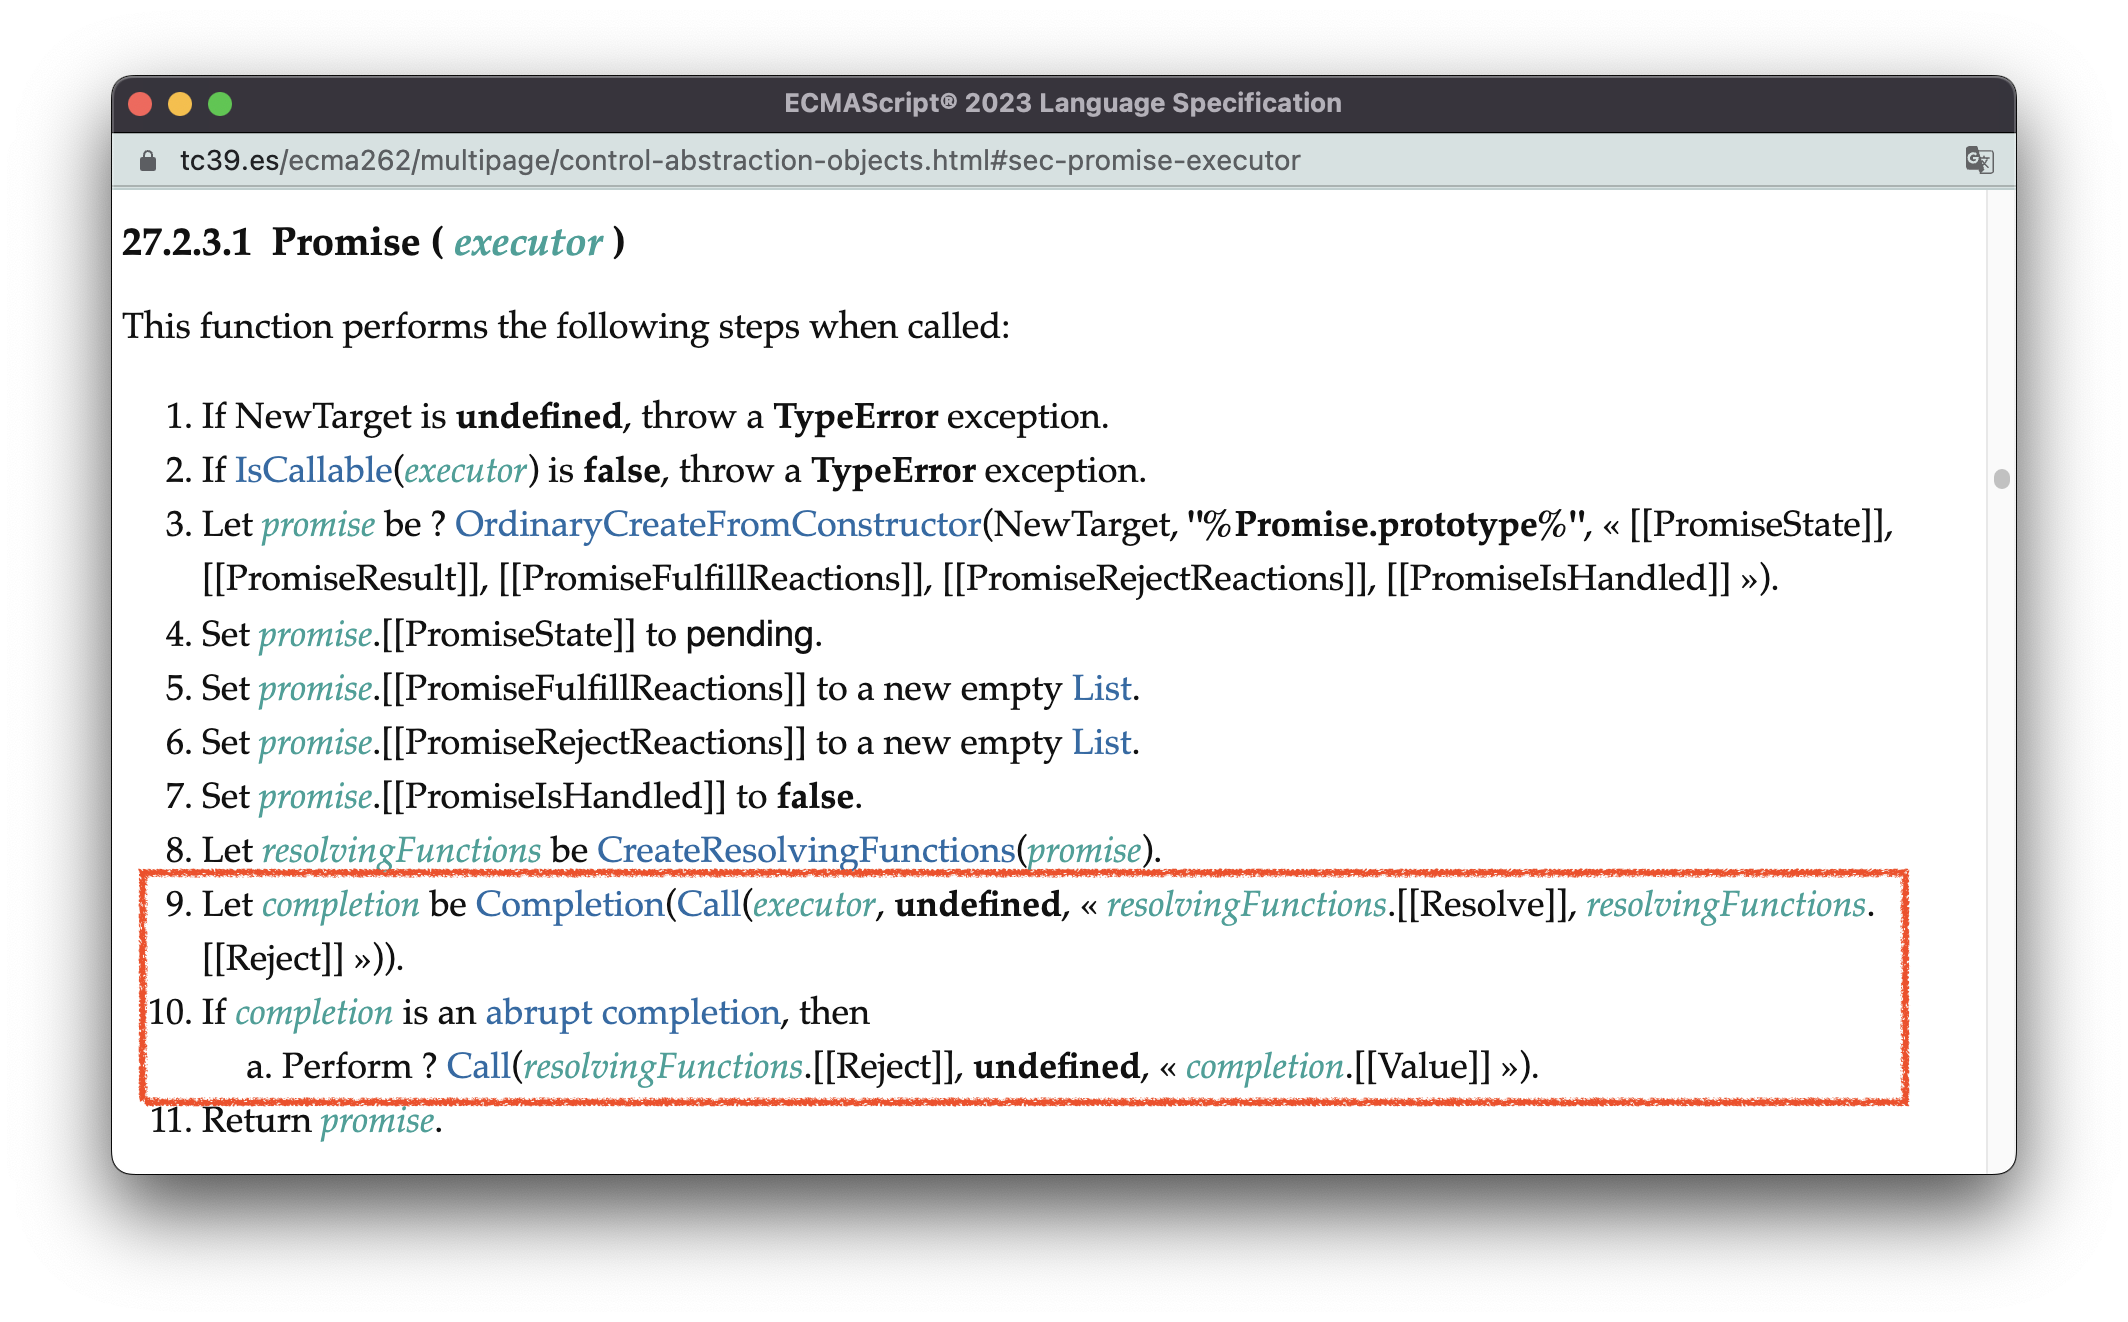 ECMAScript® 2023 Language Specification
tc39.es/ecma262/multipage/control-abstraction-objects.html#sec-promise-executor
27.2.3.1 Promise ( executor )
This function performs the following steps when called:
1. If NewTarget is undefined, throw a TypeError exception.
2. If IsCallable(executor) is false, throw a TypeError exception.
3. Let promise be ? OrdinaryCreateFromConstructor(NewTarget, "%Promise.prototype%", « [[PromiseState]],
[[PromiseResult]], [[PromiseFulfillReactions]], [[PromiseRejectReactions]], [[PromiseIsHandled]] »).
4. Set promise.[[PromiseState]] to pending.
5. Set promise.[[PromiseFulfillReactions]] to a new empty List.
6. Set promise.[[PromiseRejectReactions]] to a new empty List.
7. Set promise.[[PromiseIsHandled]] to false.
8. Let resolvingFunctions be CreateResolvingFunctions(promise).
9. Let completion be Completion(Call(executor, undefined, « resolvingFunctions.[[Resolve]], resolvingFunctions.
[[Reject]] »)).
10. If completion is an abrupt completion, then
a. Perform ? Call(resolvingFunctions.[[Reject]], undefined, « completion.[[Value]] »).
11. Return promise.